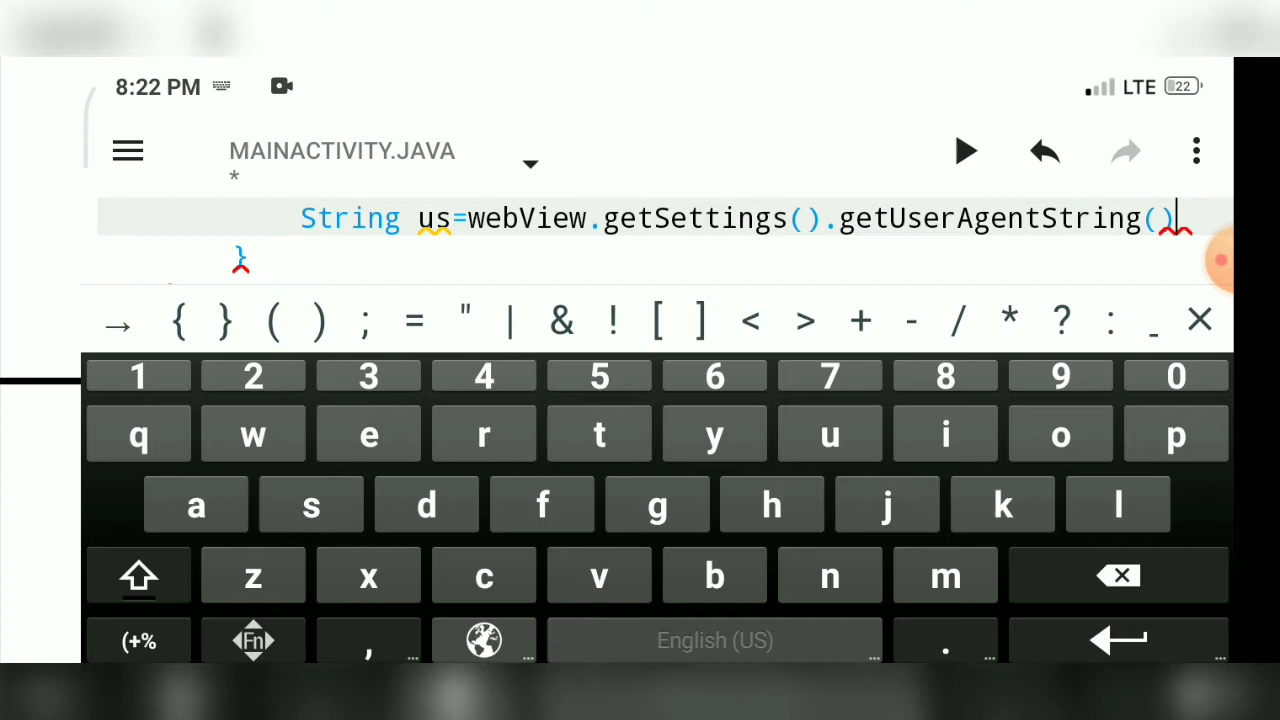 8:22 PM LTE 22
MAINACTIVITY.JAVA
*
String us=webView.getSettings().getUserAgentString()
}
→ { } ( ) ; = " | & ! [ ] < > + - / * ? : _ ×
1 2 3 4 5 6 7 8 9 0
q w e r t y u i o p
a s d f g h j k l
z x c v b n m
(+% Fn , English (US) .